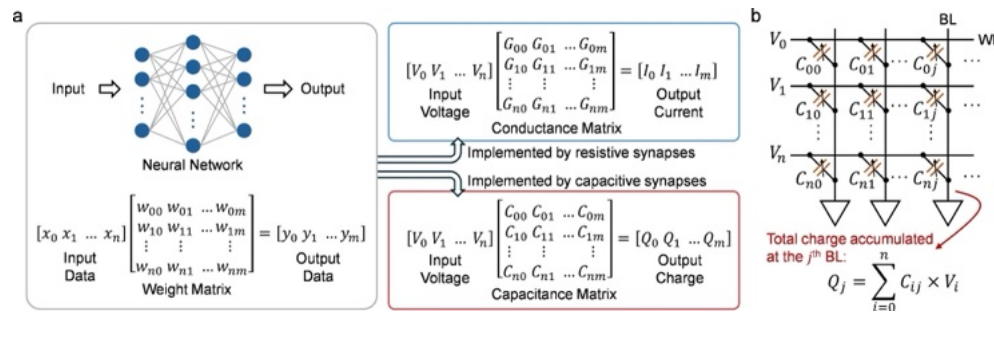 a
Input
Output
Neural Network
[x₀ x₁ … xₙ] [w₀₀ w₀₁ … w₀ₘ
w₁₀ w₁₁ … w₁ₘ
⋮ ⋮ ⋮
wₙ₀ wₙ₁ … wₙₘ] = [y₀ y₁ … yₘ]
Input
Data
Output
Data
Weight Matrix
[V₀ V₁ … Vₙ] [G₀₀ G₀₁ … G₀ₘ
G₁₀ G₁₁ … G₁ₘ
⋮ ⋮ ⋮
Gₙ₀ Gₙ₁ … Gₙₘ] = [I₀ I₁ … Iₘ]
Input
Voltage
Output
Current
Conductance Matrix
Implemented by resistive synapses
Implemented by capacitive synapses
[V₀ V₁ … Vₙ] [C₀₀ C₀₁ … C₀ₘ
C₁₀ C₁₁ … C₁ₘ
⋮ ⋮ ⋮
Cₙ₀ Cₙ₁ … Cₙₘ] = [Q₀ Q₁ … Qₘ]
Input
Voltage
Output
Charge
Capacitance Matrix
b
BL
V₀
C₀₀ C₀₁ C₀ⱼ …
V₁
C₁₀ C₁₁ … C₁ⱼ …
⋮ ⋮
Vₙ
Cₙ₀ Cₙ₁ … Cₙⱼ …
Total charge accumulated
at the jth BL:
Qⱼ = ∑ⁿᵢ₌₀ Cᵢⱼ × Vᵢ